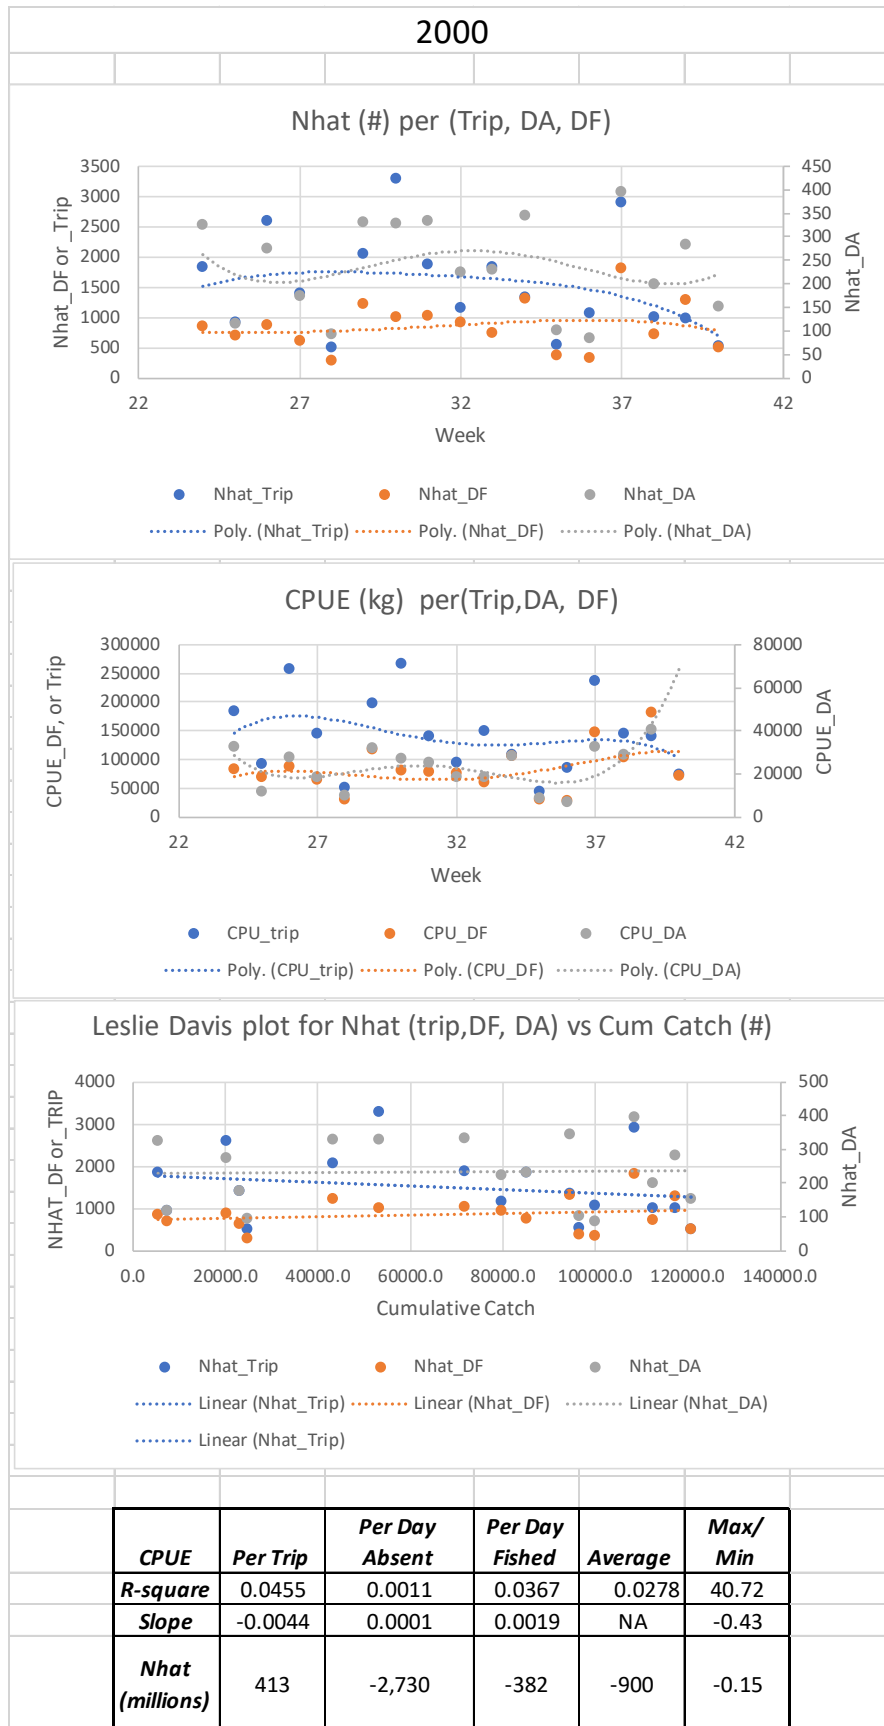 2000
Nhat (#) per (Trip, DA, DF)
Nhat_DF or _Trip
3500
3000
2500
2000
1500
1000
500
0
450
400
350
300
250
200
150
100
50
0
Nhat_DA
22 27 32 37 42
Week
Nhat_Trip Nhat_DF Nhat_DA
Poly. (Nhat_Trip) Poly. (Nhat_DF) Poly. (Nhat_DA)
CPUE (kg) per(Trip,DA, DF)
CPUE_DF, or Trip
300000
250000
200000
150000
100000
50000
0
80000
60000
40000
20000
0
CPUE_DA
22 27 32 37 42
Week
CPU_trip CPU_DF CPU_DA
Poly. (CPU_trip) Poly. (CPU_DF) Poly. (CPU_DA)
Leslie Davis plot for Nhat (trip,DF, DA) vs Cum Catch (#)
NHAT_DF or _TRIP
4000
3000
2000
1000
0
500
400
300
200
100
0
Nhat_DA
0.0 20000.0 40000.0 60000.0 80000.0 100000.0 120000.0 140000.0
Cumulative Catch
Nhat_Trip Nhat_DF Nhat_DA
Linear (Nhat_Trip) Linear (Nhat_DF) Linear (Nhat_DA)
Linear (Nhat_Trip)
CPUE Per Trip Per Day Absent Per Day Fished Average Max/ Min
R-square 0.0455 0.0011 0.0367 0.0278 40.72
Slope -0.0044 0.0001 0.0019 NA -0.43
Nhat (millions) 413 -2,730 -382 -900 -0.15